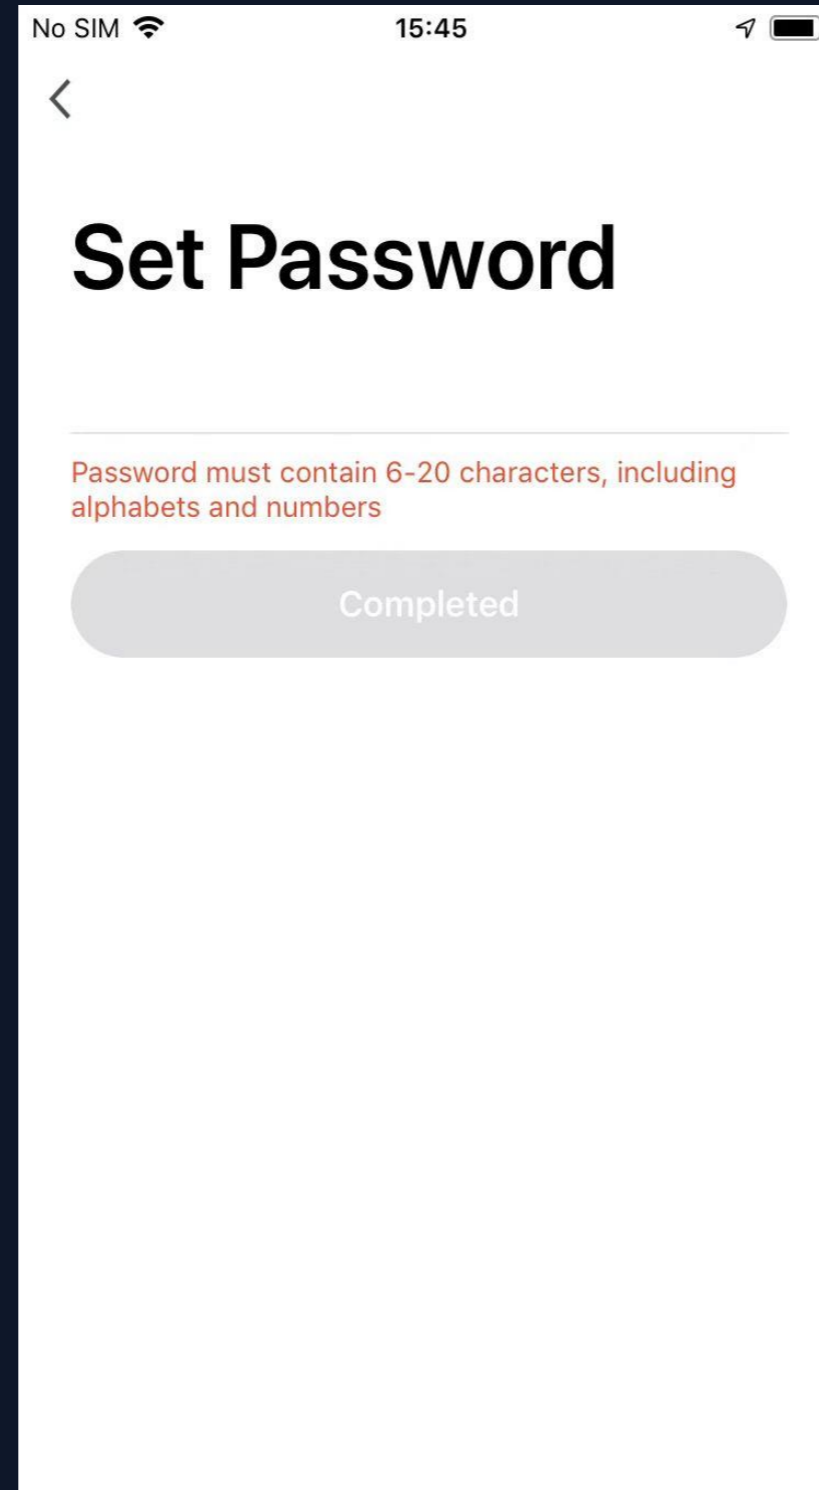 No SIM 15:45
Set Password
Password must contain 6-20 characters, including
alphabets and numbers
Completed